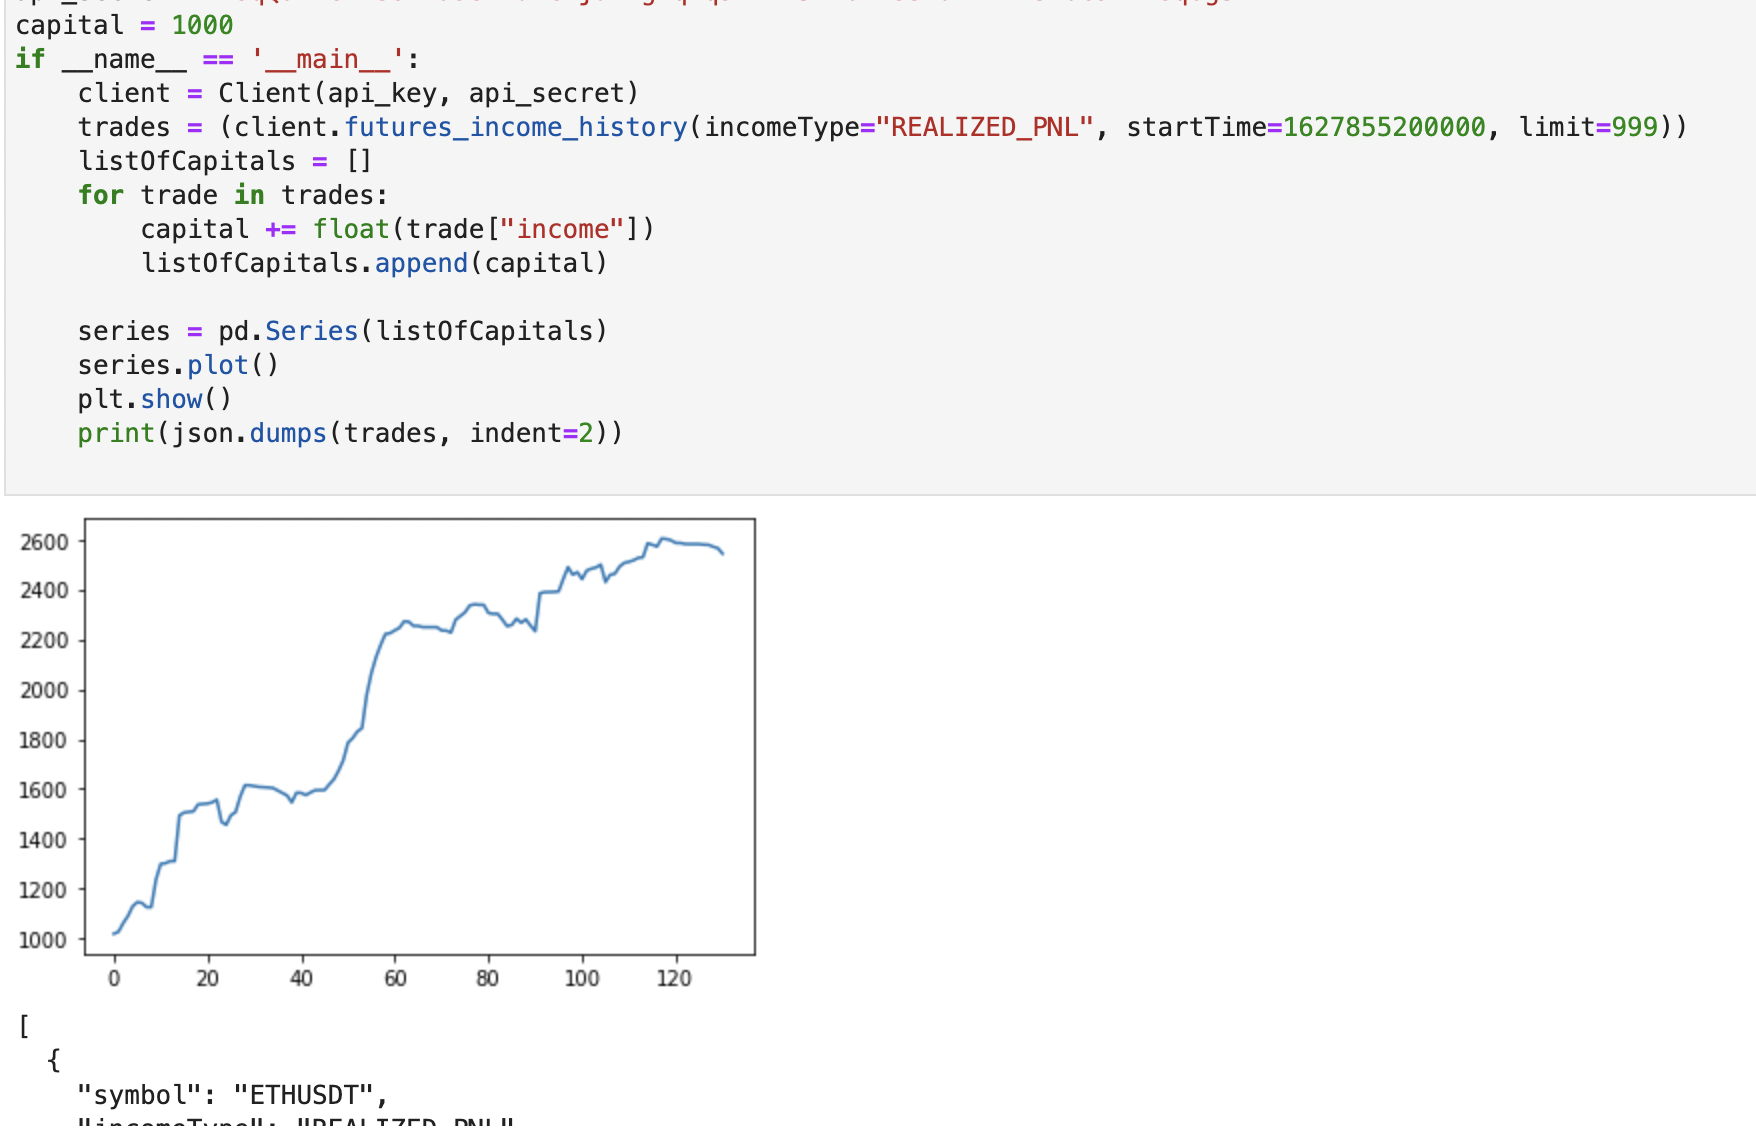 capital = 1000
if __name__ == '__main__':
    client = Client(api_key, api_secret)
    trades = (client.futures_income_history(incomeType="REALIZED_PNL", startTime=1627855200000, limit=999))
    listOfCapitals = []
    for trade in trades:
        capital += float(trade["income"])
        listOfCapitals.append(capital)
    series = pd.Series(listOfCapitals)
    series.plot()
    plt.show()
    print(json.dumps(trades, indent=2))
2600
2400
2200
2000
1800
1600
1400
1200
1000
0 20 40 60 80 100 120
[
  {
    "symbol": "ETHUSDT",
    "incomeType": "REALIZED_PNL"